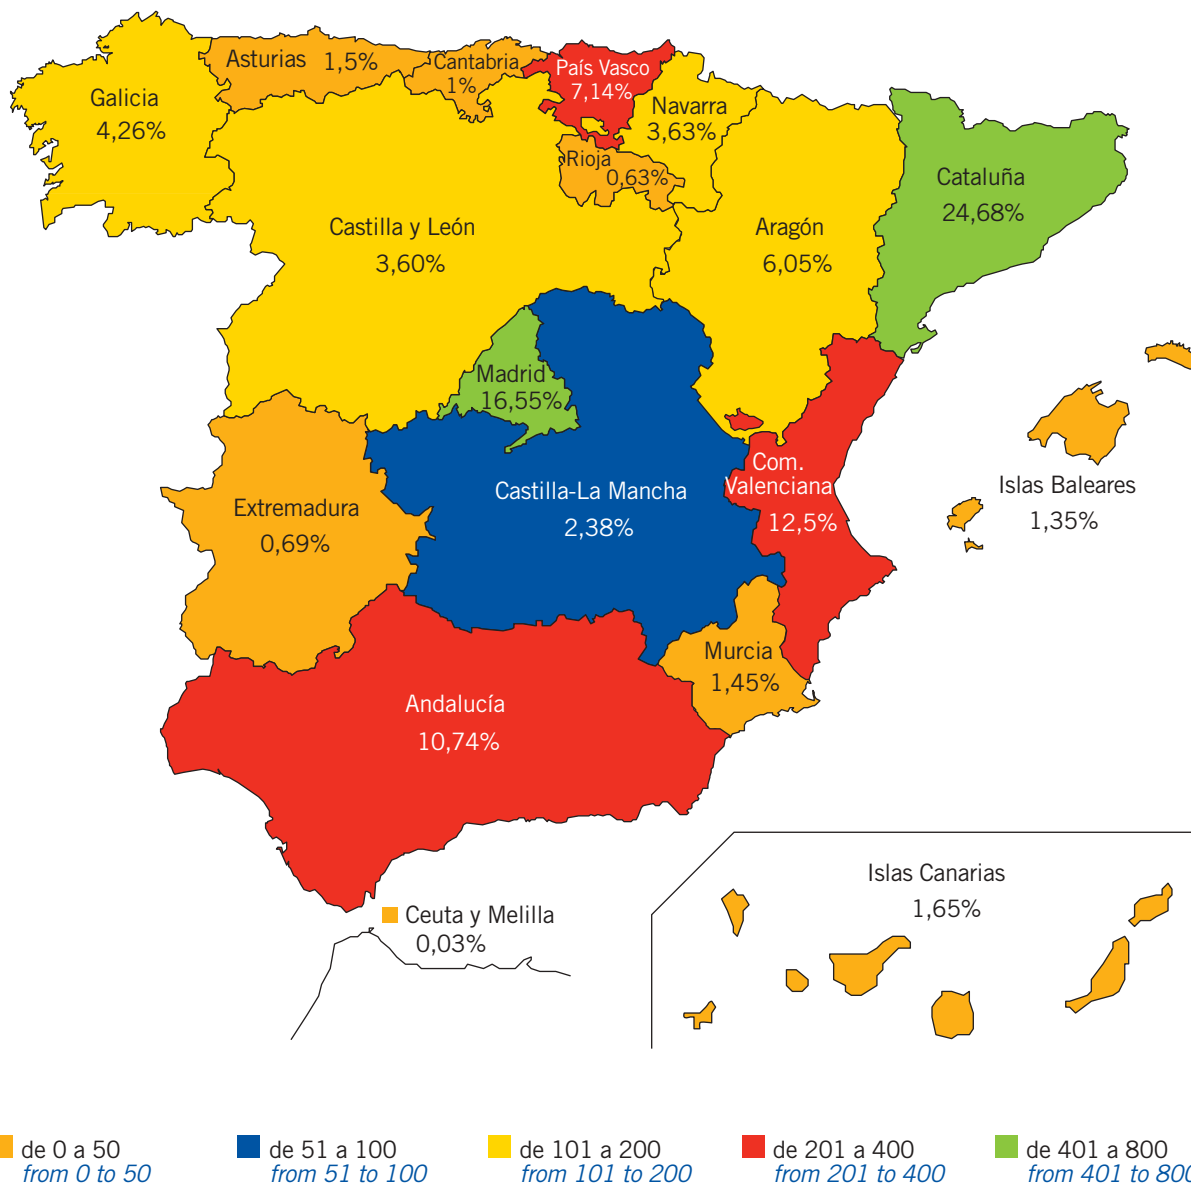 Asturias 1,5%
Cantabria
1%
País Vasco
7,14%
Galicia
4,26%
Navarra
3,63%
Rioja
0,63%
Cataluña
24,68%
Castilla y León
3,60%
Aragón
6,05%
Madrid
16,55%
Com.
Valenciana
12,5%
Castilla-La Mancha
2,38%
Islas Baleares
1,35%
Extremadura
0,69%
Murcia
1,45%
Andalucía
10,74%
Islas Canarias
1,65%
Ceuta y Melilla
0,03%
de 0 a 50
from 0 to 50
de 51 a 100
from 51 to 100
de 101 a 200
from 101 to 200
de 201 a 400
from 201 to 400
de 401 a 800
from 401 to 800